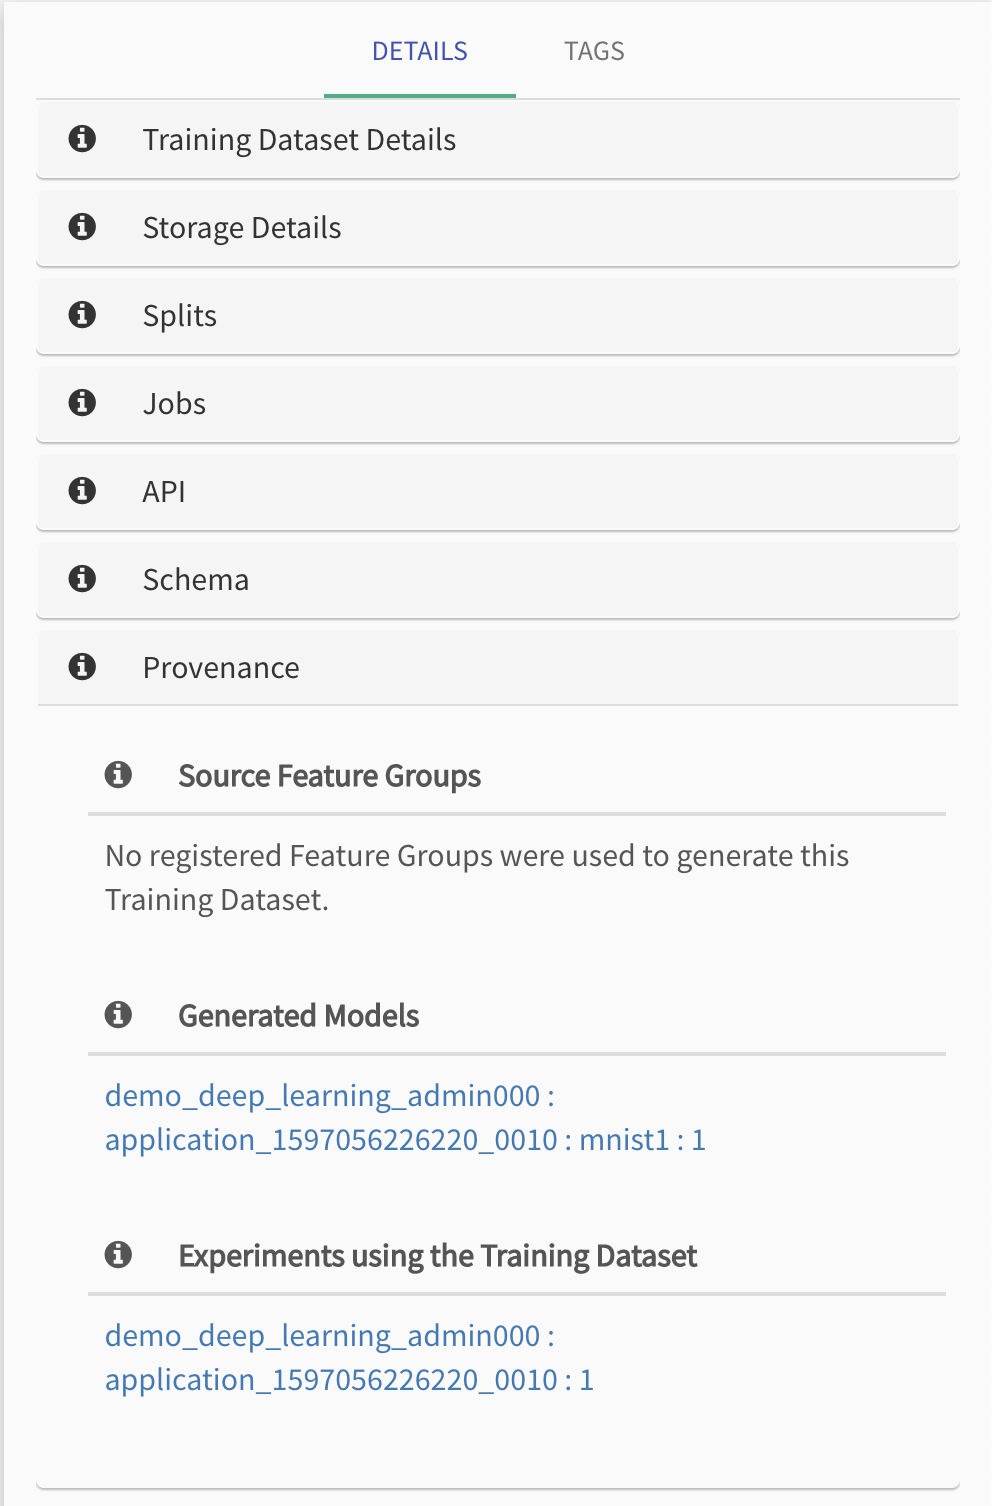 DETAILS TAGS
Training Dataset Details
Storage Details
Splits
Jobs
API
Schema
Provenance
Source Feature Groups
No registered Feature Groups were used to generate this
Training Dataset.
Generated Models
demo_deep_learning_admin000 :
application_1597056226220_0010 : mnist1 : 1
Experiments using the Training Dataset
demo_deep_learning_admin000 :
application_1597056226220_0010 : 1